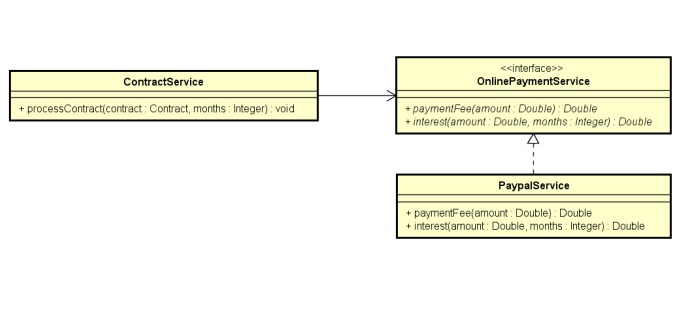 ContractService
+ processContract(contract : Contract, months : Integer) : void
<<interface>>
OnlinePaymentService
+ paymentFee(amount : Double) : Double
+ interest(amount : Double, months : Integer) : Double
PaypalService
+ paymentFee(amount : Double) : Double
+ interest(amount : Double, months : Integer) : Double